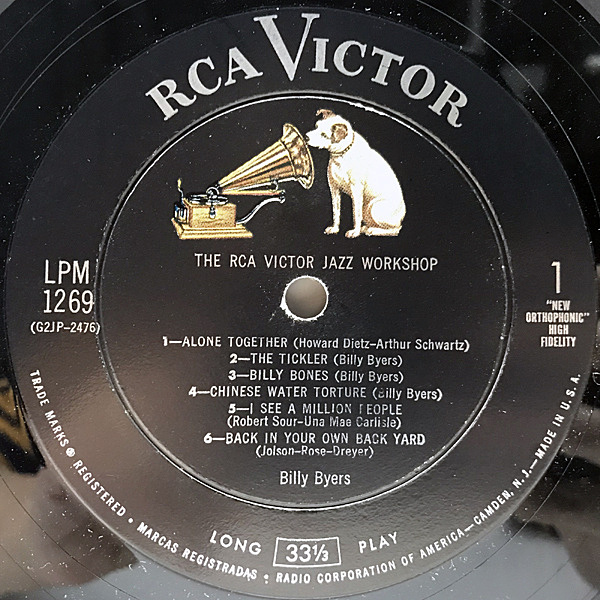 RCA VICTOR
THE RCA VICTOR JAZZ WORKSHOP
LPM
1269
(G2JP-2476)
1
"NEW
ORTHOPHONIC"
HIGH
FIDELITY
1—ALONE TOGETHER (Howard Dietz-Arthur Schwartz)
2—THE TICKLER (Billy Byers)
3—BILLY BONES (Billy Byers)
4—CHINESE WATER TORTURE (Billy Byers)
5—I SEE A MILLION PEOPLE
(Robert Sour-Una Mae Carlisle)
6—BACK IN YOUR OWN BACK YARD
(Jolson-Rose-Dreyer)
Billy Byers
LONG 33⅓ PLAY
TRADE MARKS ® REGISTERED • MARCAS REGISTRADAS • RADIO CORPORATION OF AMERICA—CAMDEN, N.J.—MADE IN U.S.A.